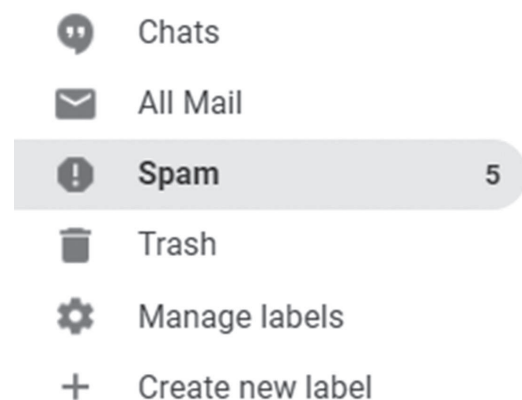 Chats
All Mail
Spam 5
Trash
Manage labels
Create new label